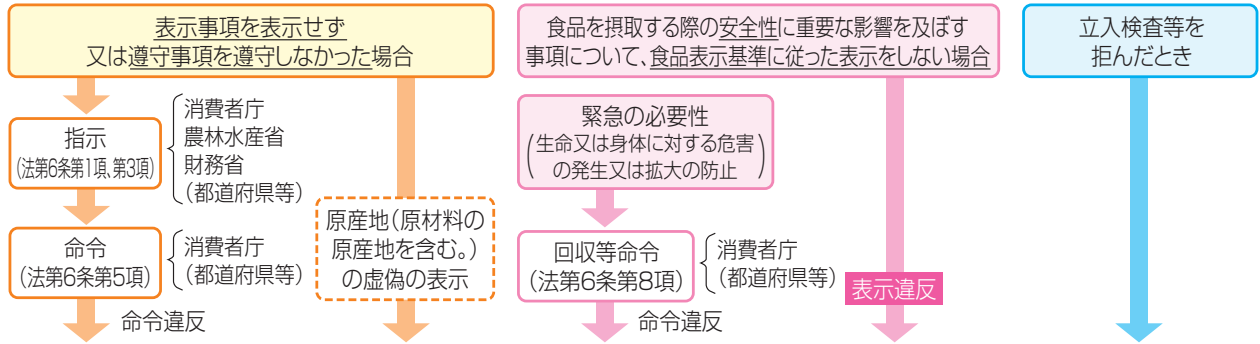 表示事項を表示せず
又は遵守事項を遵守しなかった場合
指示
(法第6条第1項、第3項)
消費者庁
農林水産省
財務省
(都道府県等)
命令
(法第6条第5項)
消費者庁
(都道府県等)
命令違反
原産地(原材料の
原産地を含む。)
の虚偽の表示
食品を摂取する際の安全性に重要な影響を及ぼす
事項について、食品表示基準に従った表示をしない場合
緊急の必要性
(生命又は身体に対する危害
の発生又は拡大の防止)
回収等命令
(法第6条第8項)
消費者庁
(都道府県等)
命令違反
表示違反
立入検査等を
拒んだとき